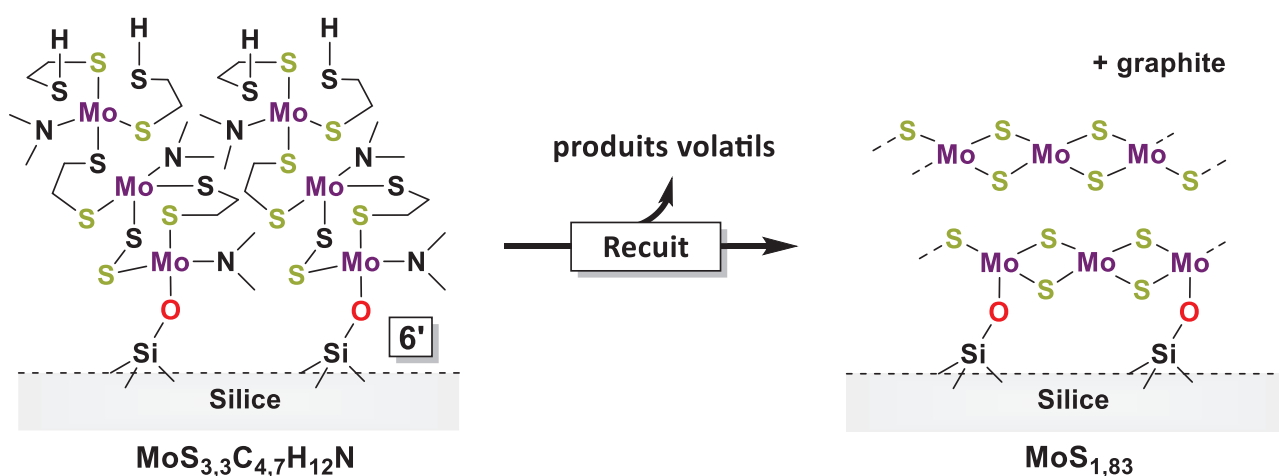 H H H H
S S
S S
S S
Mo Mo
N S N S
S N S N
Mo S Mo S
S S S S
S S
Mo N Mo N
S S
O O
6'
Si Si
Silice
MoS3,3C4,7H12N
produits volatils
Recuit
+ graphite
S S S
Mo Mo Mo
S S S
S S S
Mo Mo Mo
S S
O O
Si Si
Silice
MoS1,83